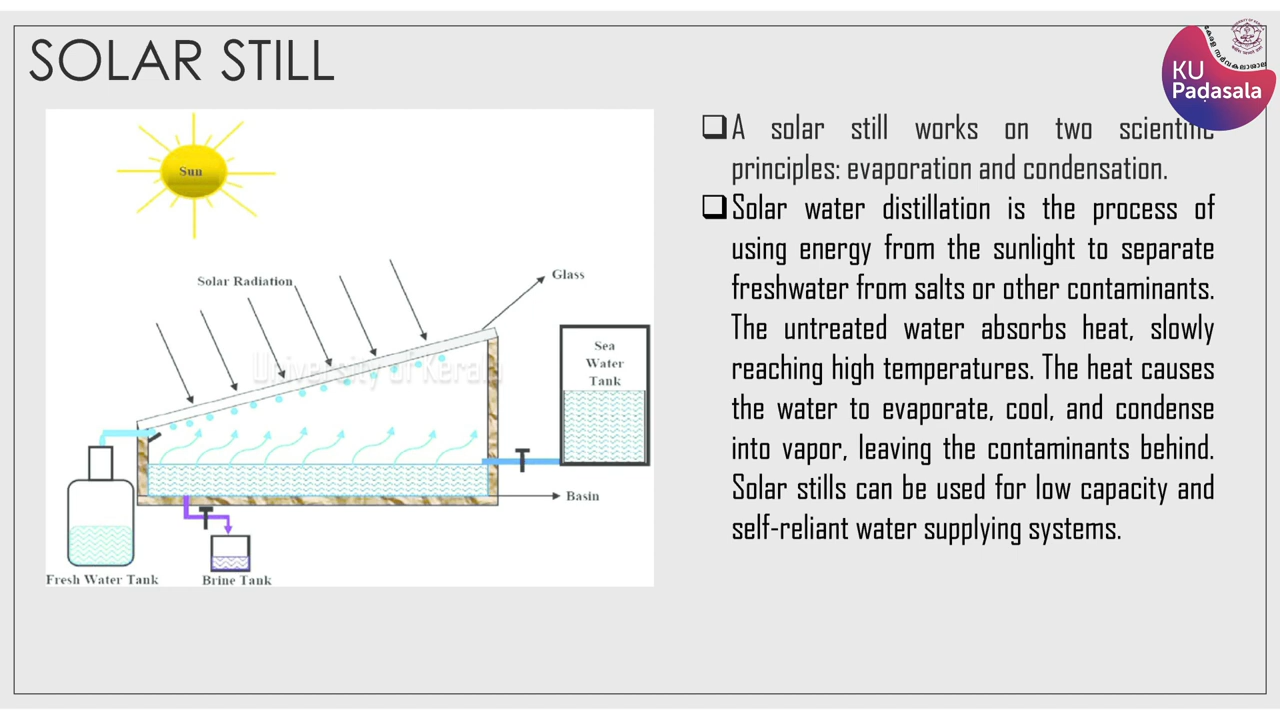 SOLAR STILL
KU
Paḍasala
Sun
Solar Radiation
Glass
University of Kerala
Sea
Water
Tank
Basin
Fresh Water Tank
Brine Tank
❑A solar still works on two scientific
principles: evaporation and condensation.
❑Solar water distillation is the process of
using energy from the sunlight to separate
freshwater from salts or other contaminants.
The untreated water absorbs heat, slowly
reaching high temperatures. The heat causes
the water to evaporate, cool, and condense
into vapor, leaving the contaminants behind.
Solar stills can be used for low capacity and
self-reliant water supplying systems.